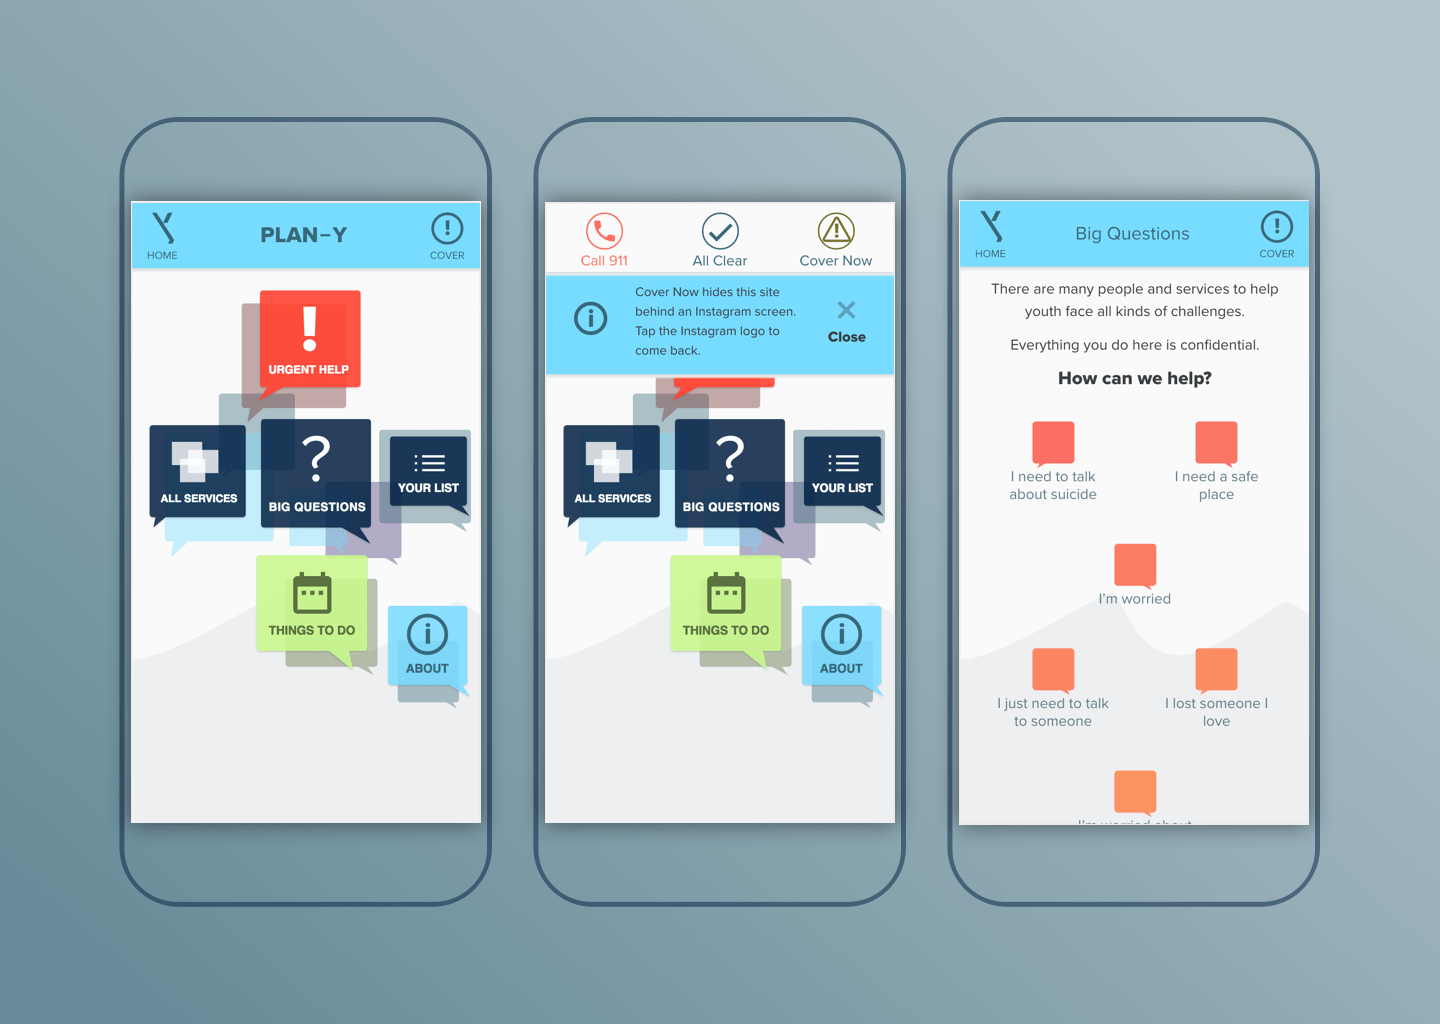 HOME
PLAN-Y
COVER
URGENT HELP
ALL SERVICES
BIG QUESTIONS
YOUR LIST
THINGS TO DO
ABOUT
Call 911
All Clear
Cover Now
Cover Now hides this site
behind an Instagram screen.
Tap the Instagram logo to
come back.
Close
ALL SERVICES
BIG QUESTIONS
YOUR LIST
THINGS TO DO
ABOUT
HOME
Big Questions
COVER
There are many people and services to help
youth face all kinds of challenges.
Everything you do here is confidential.
How can we help?
I need to talk
about suicide
I need a safe
place
I'm worried
I just need to talk
to someone
I lost someone I
love
I'm worried about